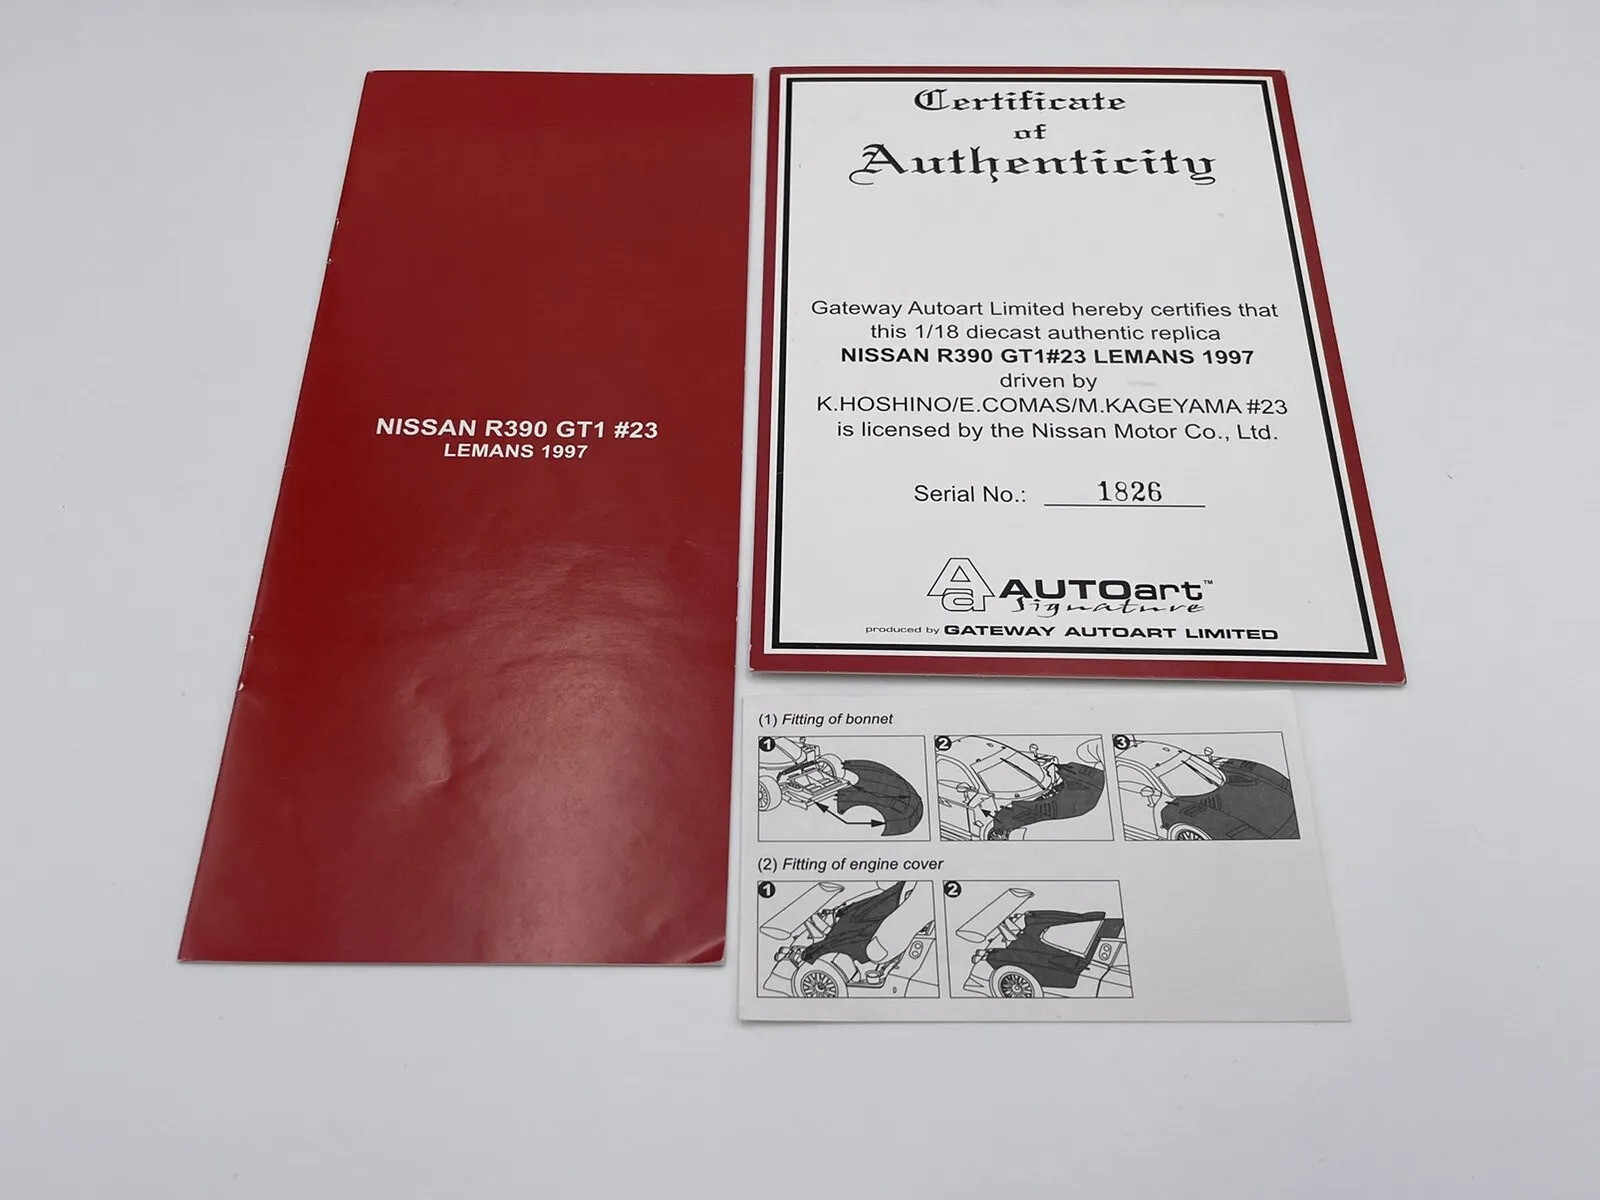 NISSAN R390 GT1 #23
LEMANS 1997
Certificate
of
Authenticity
Gateway Autoart Limited hereby certifies that
this 1/18 diecast authentic replica
NISSAN R390 GT1#23 LEMANS 1997
driven by
K.HOSHINO/E.COMAS/M.KAGEYAMA #23
is licensed by the Nissan Motor Co., Ltd.
Serial No.: 1826
Aa AUTOart™
Signature
produced by GATEWAY AUTOART LIMITED
(1) Fitting of bonnet
1 2 3
(2) Fitting of engine cover
1 2